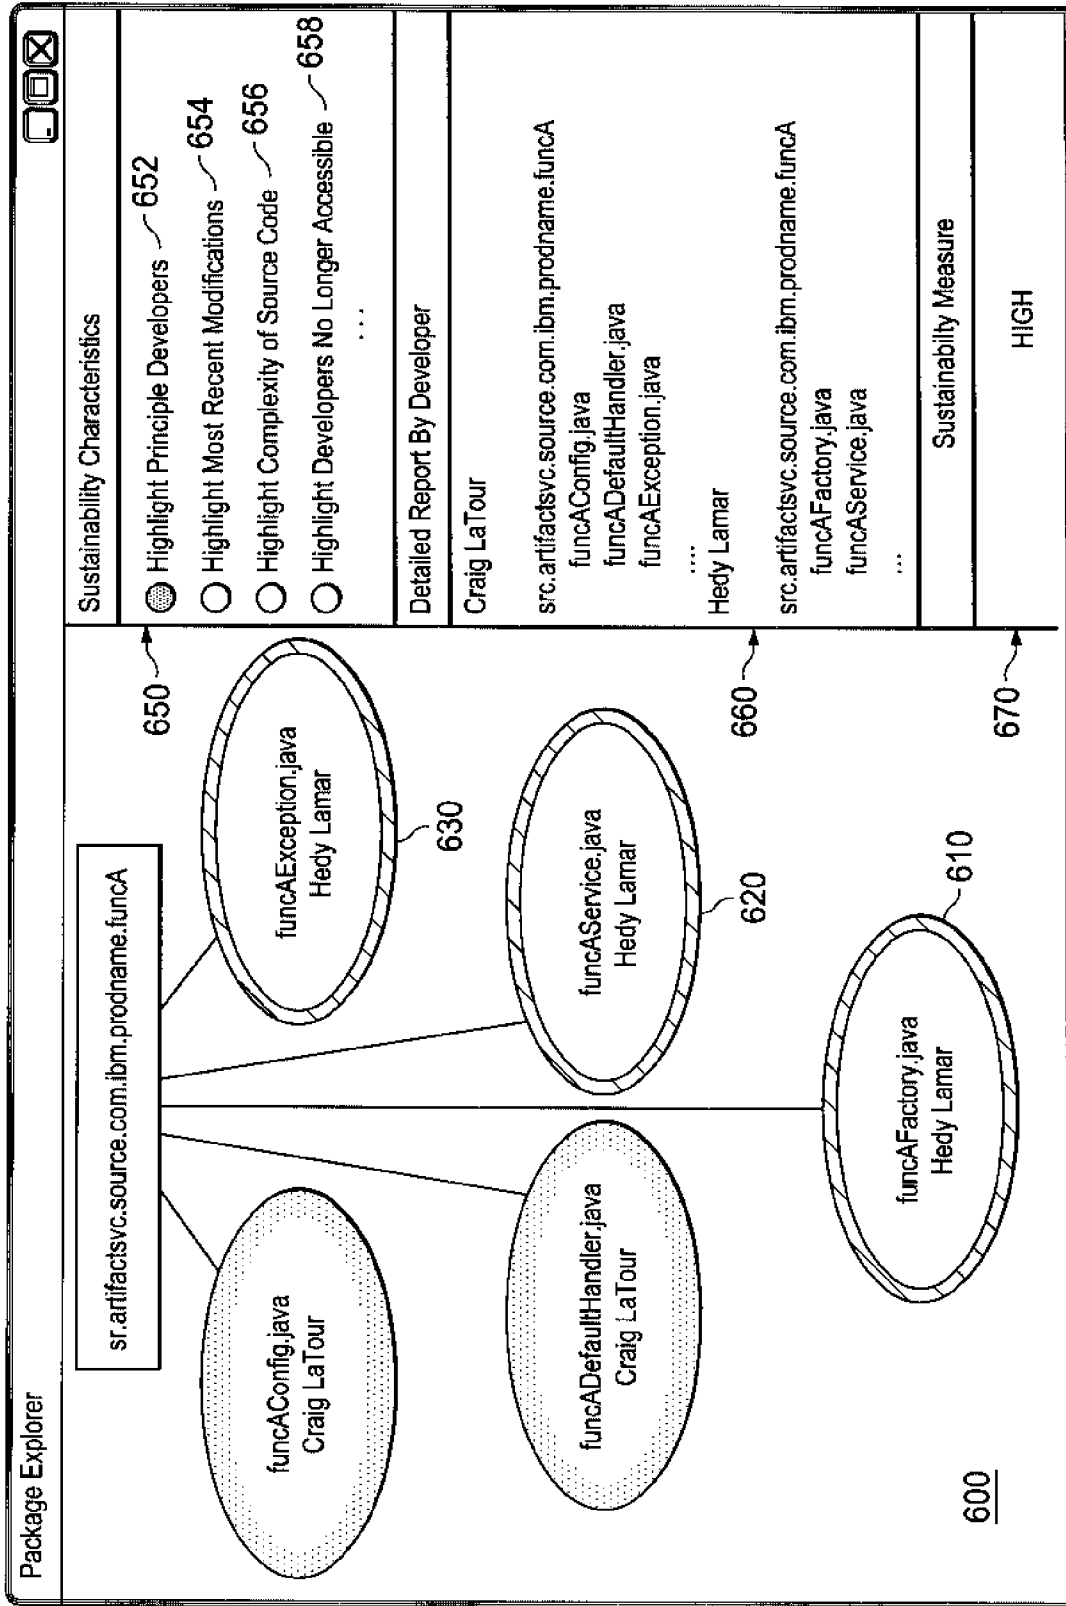 Package Explorer
sr.artifactsvc.source.com.ibm.prodname.funcA
funcAConfig.java
Craig LaTour
funcADefaultHandler.java
Craig LaTour
funcAFactory.java
Hedy Lamar
610
funcAService.java
Hedy Lamar
620
funcAException.java
Hedy Lamar
630
600
650
Sustainability Characteristics
Highlight Principle Developers 652
Highlight Most Recent Modifications 654
Highlight Complexity of Source Code 656
Highlight Developers No Longer Accessible 658
...
Detailed Report By Developer
660
Craig LaTour
src.artifactsvc.source.com.ibm.prodname.funcA
funcAConfig.java
funcADefaultHandler.java
funcAException.java
...
Hedy Lamar
src.artifactsvc.source.com.ibm.prodname.funcA
funcAFactory.java
funcAService.java
...
Sustainabilty Measure
670
HIGH